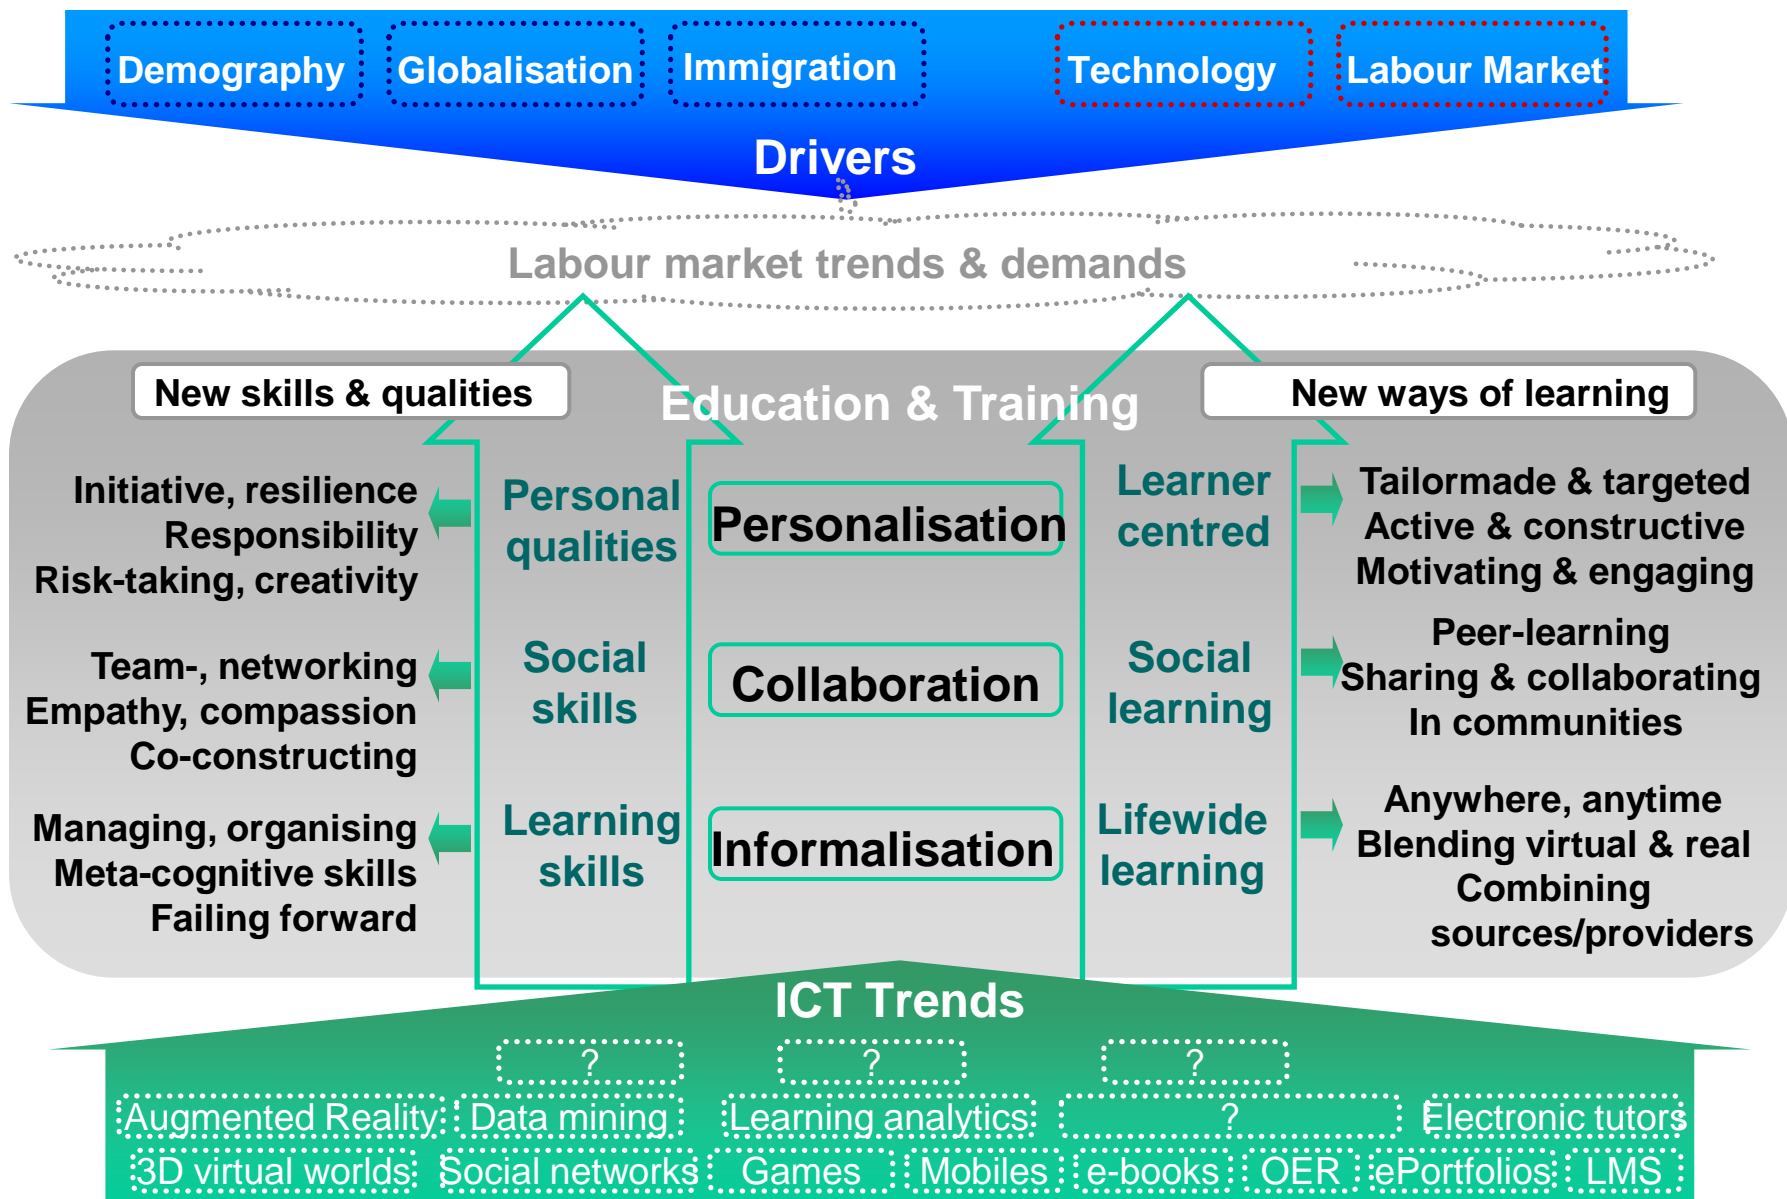 Demography
Globalisation
Immigration
Technology
Labour Market
Drivers
Labour market trends & demands
New skills & qualities
Education & Training
New ways of learning
Initiative, resilience
Responsibility
Risk-taking, creativity
Personal
qualities
Personalisation
Learner
centred
Tailormade & targeted
Active & constructive
Motivating & engaging
Team-, networking
Empathy, compassion
Co-constructing
Social
skills
Collaboration
Social
learning
Peer-learning
Sharing & collaborating
In communities
Managing, organising
Meta-cognitive skills
Failing forward
Learning
skills
Informalisation
Lifewide
learning
Anywhere, anytime
Blending virtual & real
Combining
sources/providers
ICT Trends
?
?
?
Augmented Reality
Data mining
Learning analytics
?
Electronic tutors
3D virtual worlds
Social networks
Games
Mobiles
e-books
OER
ePortfolios
LMS